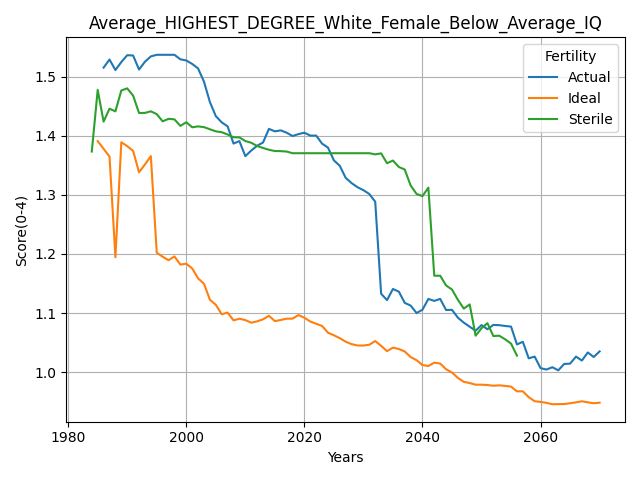 Average_HIGHEST_DEGREE_White_Female_Below_Average_IQ
Fertility
Actual
Ideal
Sterile
Score(0-4)
1.5
1.4
1.3
1.2
1.1
1.0
1980
2000
2020
2040
2060
Years